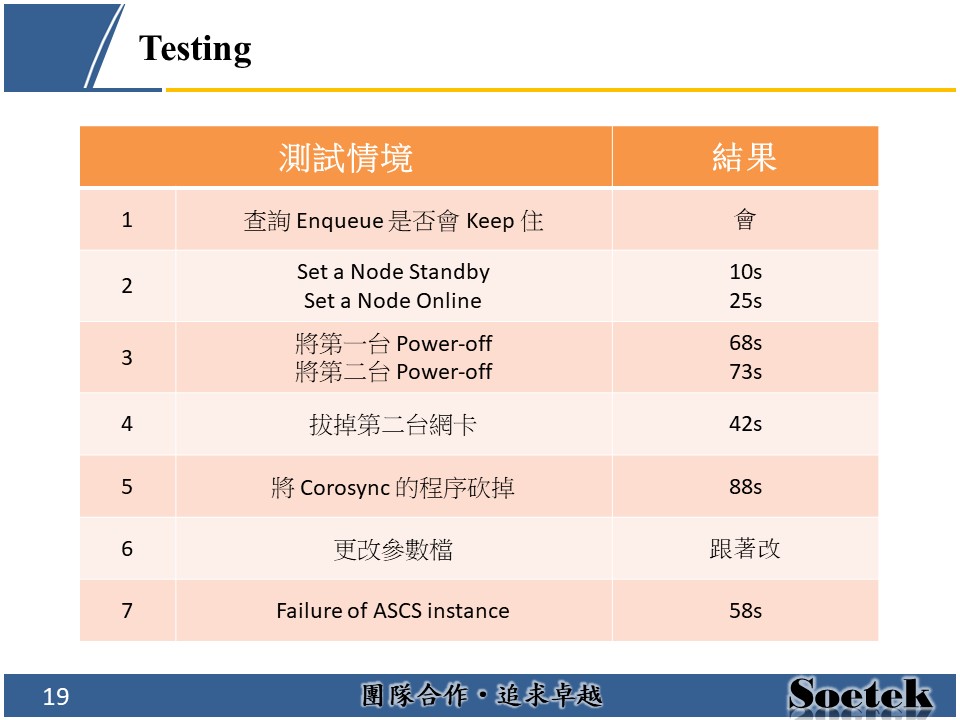 Testing
測試情境 結果
1 查詢 Enqueue 是否會 Keep 住 會
2 Set a Node Standby 10s
Set a Node Online 25s
3 將第一台 Power-off 68s
將第二台 Power-off 73s
4 拔掉第二台網卡 42s
5 將 Corosync 的程序砍掉 88s
6 更改參數檔 跟著改
7 Failure of ASCS instance 58s
19 團隊合作・追求卓越 Soetek